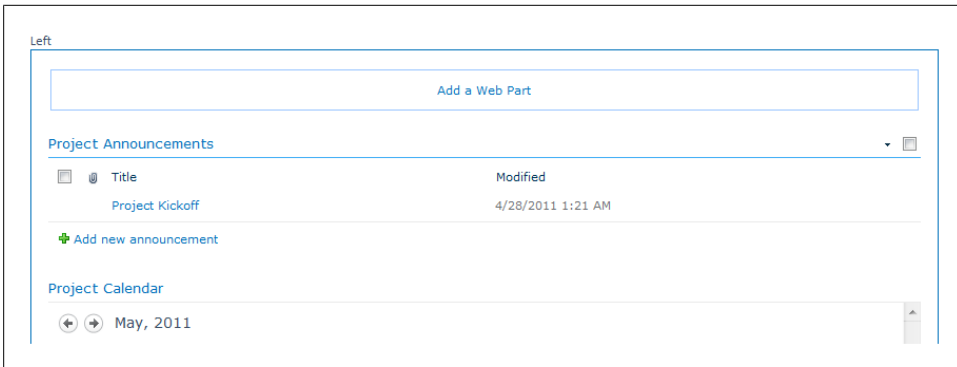 Left
Add a Web Part
Project Announcements
Title Modified
Project Kickoff 4/28/2011 1:21 AM
Add new announcement
Project Calendar
May, 2011